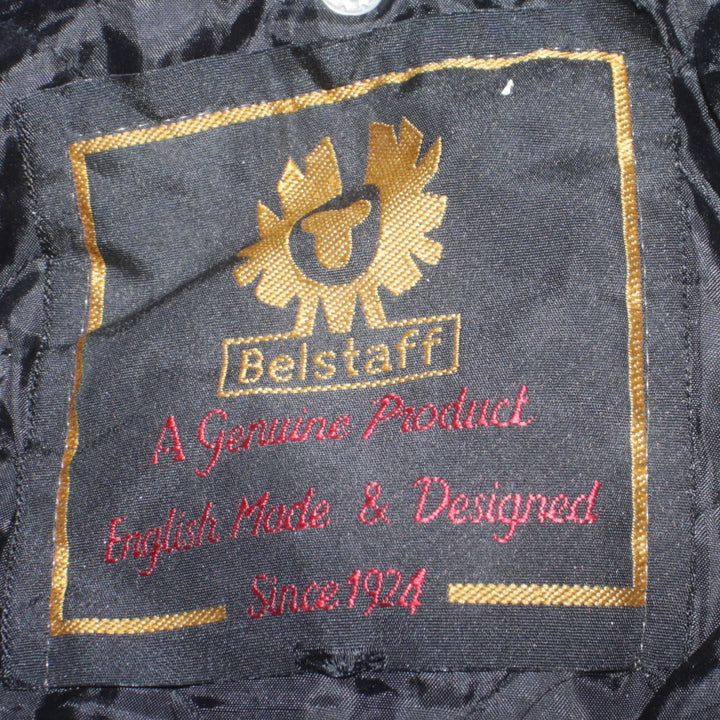 Belstaff
A Genuine Product
English Made & Designed
Since 1924